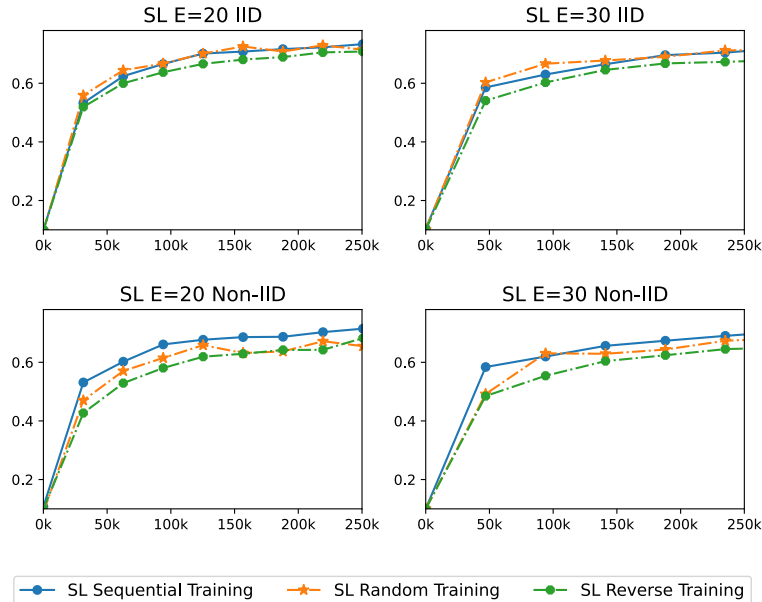 SL E=20 IID
SL E=30 IID
0.6
0.4
0.2
0k 50k 100k 150k 200k 250k
0.6
0.4
0.2
0k 50k 100k 150k 200k 250k
SL E=20 Non-IID
SL E=30 Non-IID
0.6
0.4
0.2
0k 50k 100k 150k 200k 250k
0.6
0.4
0.2
0k 50k 100k 150k 200k 250k
SL Sequential Training SL Random Training SL Reverse Training